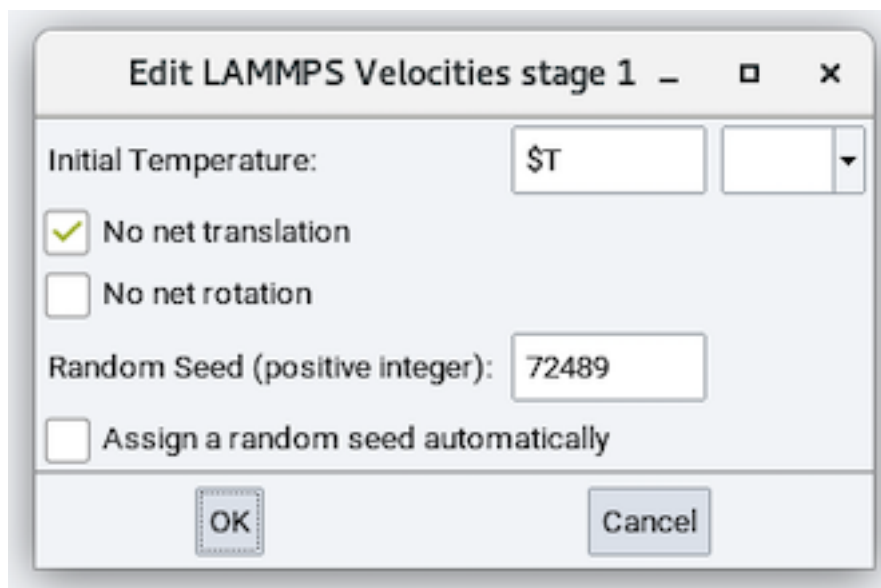 Edit LAMMPS Velocities stage 1
Initial Temperature: $T
No net translation
No net rotation
Random Seed (positive integer): 72489
Assign a random seed automatically
OK Cancel